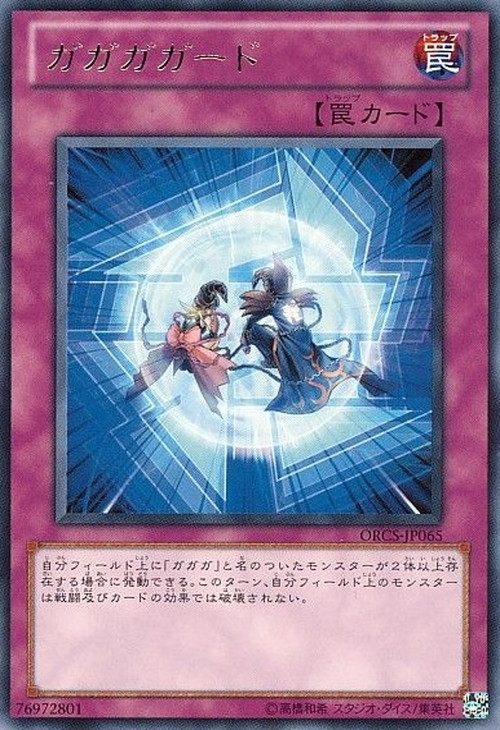 ガガガガード
トラップ
罠
トラップ
【罠カード】
ORCS-JP065
自分フィールド上に「ガガガ」と名のついたモンスターが2体以上存
在する場合に発動できる。このターン、自分フィールド上のモンスター
は戦闘及びカードの効果では破壊されない。
76972801
©高橋和希 スタジオ・ダイス/集英社